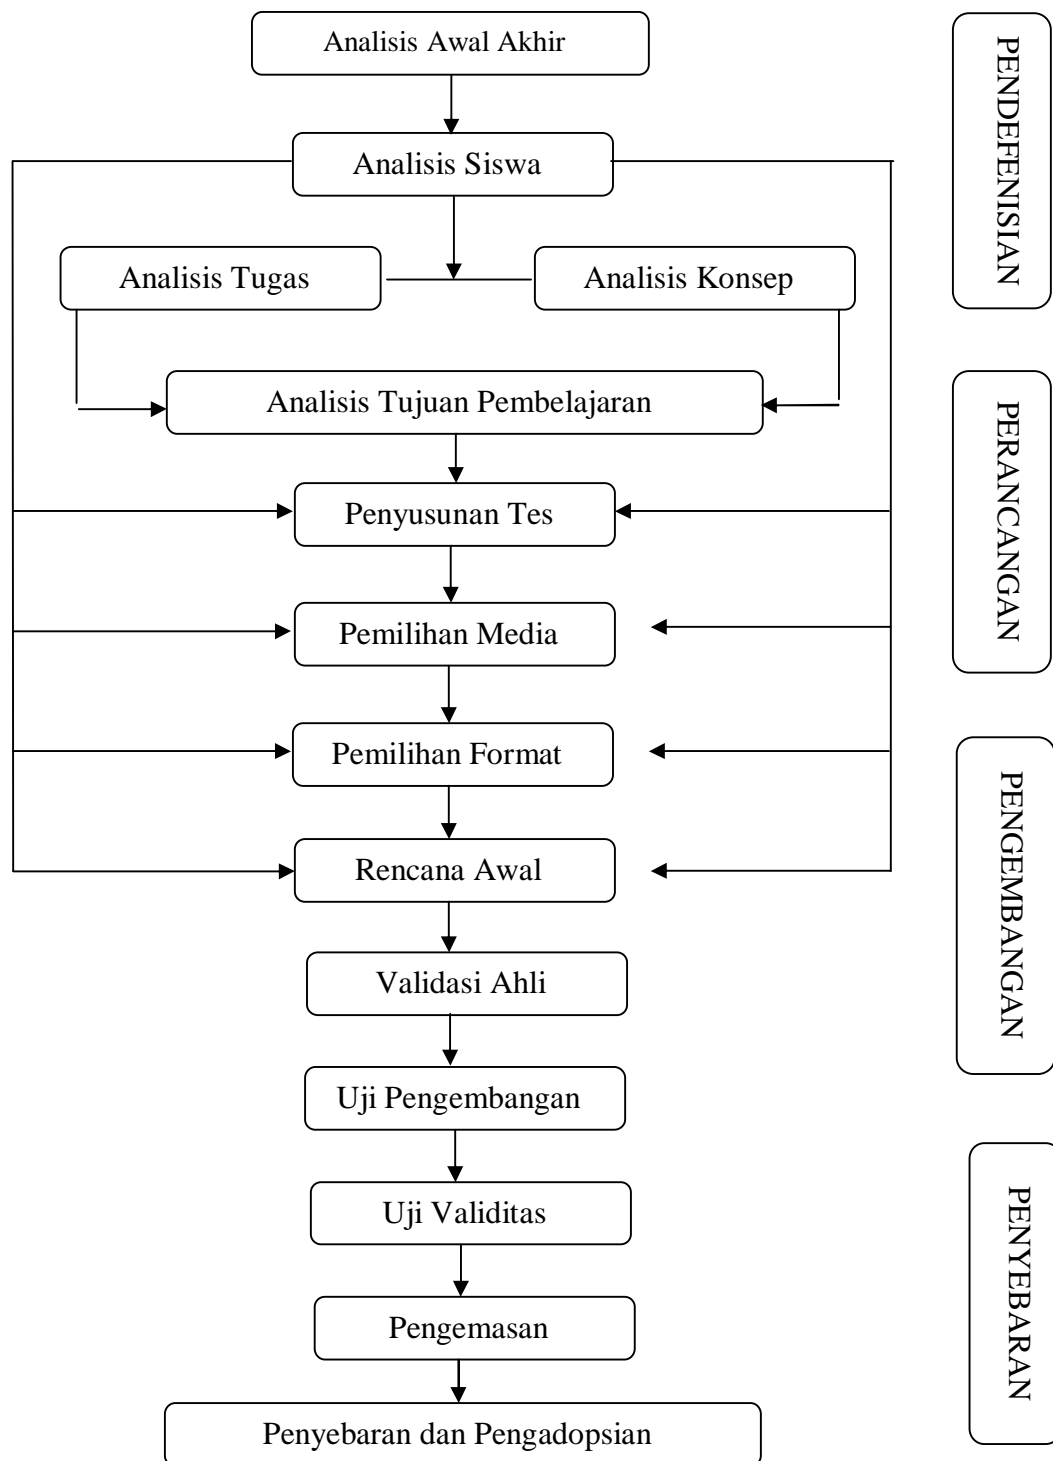 Analisis Awal Akhir
Analisis Siswa
Analisis Tugas
Analisis Konsep
Analisis Tujuan Pembelajaran
Penyusunan Tes
Pemilihan Media
Pemilihan Format
Rencana Awal
Validasi Ahli
Uji Pengembangan
Uji Validitas
Pengemasan
Penyebaran dan Pengadopsian
PENDEFENISIAN
PERANCANGAN
PENGEMBANGAN
PENYEBARAN